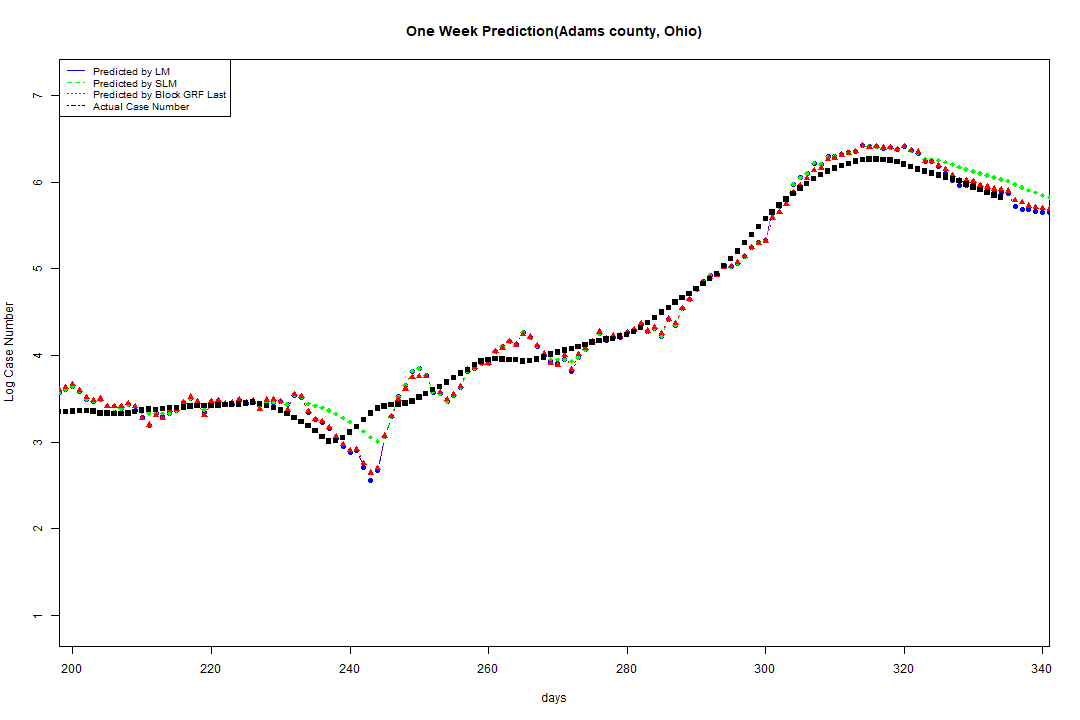 One Week Prediction(Adams county, Ohio)
Predicted by LM
Predicted by SLM
Predicted by Block GRF Last
Actual Case Number
7
6
5
4
3
2
1
Log Case Number
200 220 240 260 280 300 320 340
days